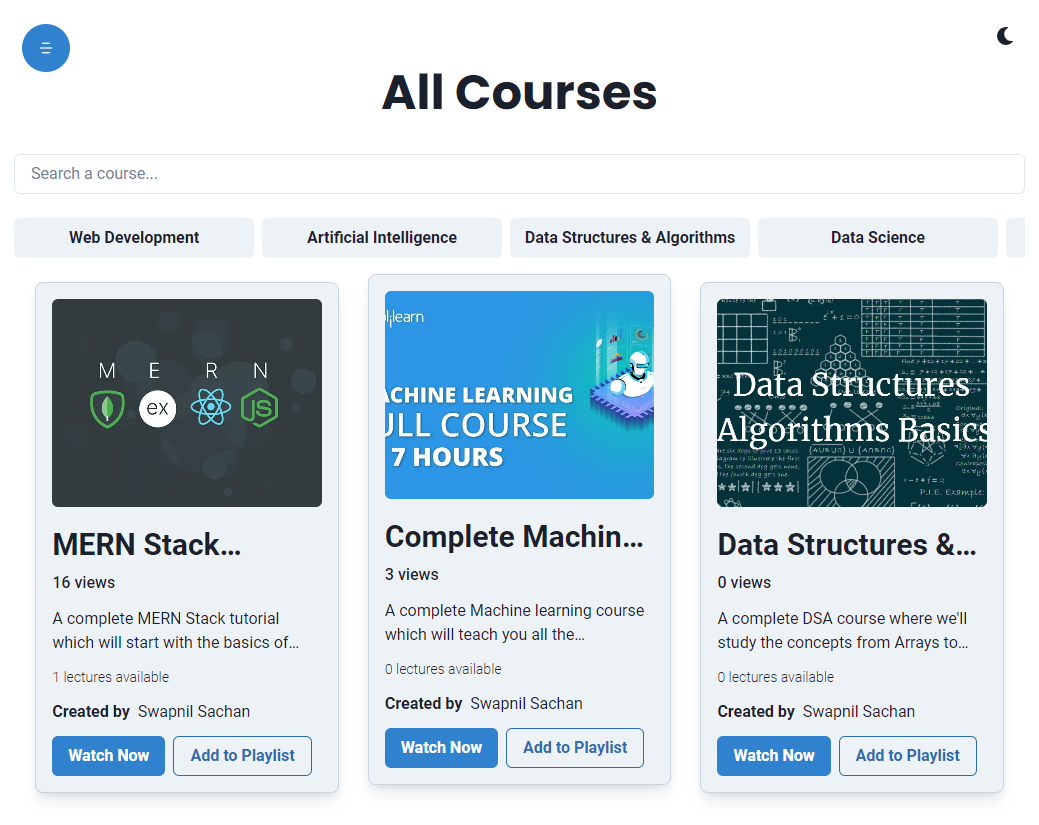 All Courses
Search a course...
Web Development
Artificial Intelligence
Data Structures & Algorithms
Data Science
M E R N
ex
JS
MERN Stack...
16 views
A complete MERN Stack tutorial
which will start with the basics of...
1 lectures available
Created by Swapnil Sachan
Watch Now
Add to Playlist
learn
ACHINE LEARNING
ULL COURSE
7 HOURS
Complete Machin...
3 views
A complete Machine learning course
which will teach you all the...
0 lectures available
Created by Swapnil Sachan
Watch Now
Add to Playlist
Data Structures
Algorithms Basics
P.I.E. Example:
Data Structures &...
0 views
A complete DSA course where we'll
study the concepts from Arrays to...
0 lectures available
Created by Swapnil Sachan
Watch Now
Add to Playlist